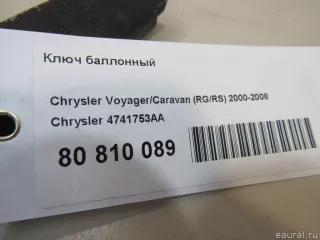 Ключ баллонный
Chrysler Voyager/Caravan (RG/RS) 2000-2008
Chrysler 4741753AA
80 810 089
eaural.ru